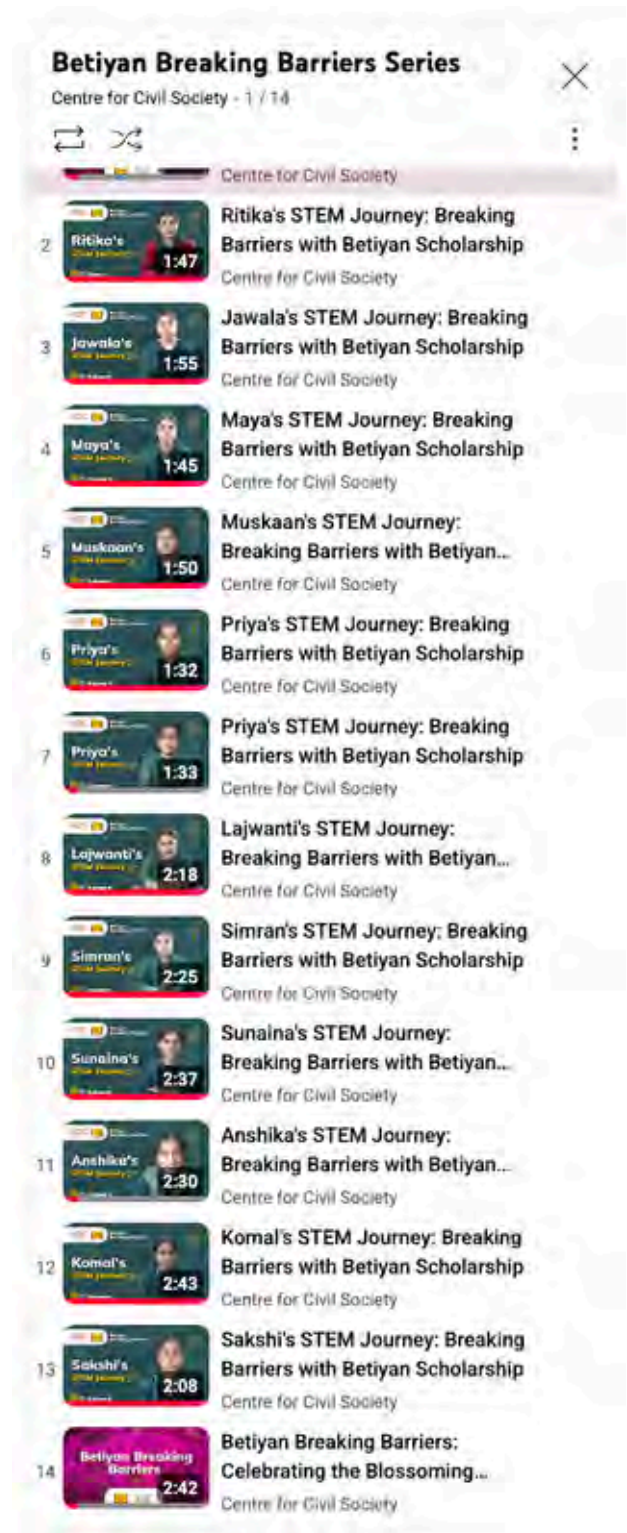 Betiyan Breaking Barriers Series
Centre for Civil Society - 1 / 14
Centre for Civil Society
2
Ritika's
1:47
Ritika's STEM Journey: Breaking
Barriers with Betiyan Scholarship
Centre for Civil Society
3
Jawala's
1:55
Jawala's STEM Journey: Breaking
Barriers with Betiyan Scholarship
Centre for Civil Society
4
Maya's
1:45
Maya's STEM Journey: Breaking
Barriers with Betiyan Scholarship
Centre for Civil Society
5
Muskaan's
1:50
Muskaan's STEM Journey:
Breaking Barriers with Betiyan...
Centre for Civil Society
6
Priya's
1:32
Priya's STEM Journey: Breaking
Barriers with Betiyan Scholarship
Centre for Civil Society
7
Priya's
1:33
Priya's STEM Journey: Breaking
Barriers with Betiyan Scholarship
Centre for Civil Society
8
Lajwanti's
2:18
Lajwanti's STEM Journey:
Breaking Barriers with Betiyan...
Centre for Civil Society
9
Simran's
2:25
Simran's STEM Journey: Breaking
Barriers with Betiyan Scholarship
Centre for Civil Society
10
Sunaina's
2:37
Sunaina's STEM Journey:
Breaking Barriers with Betiyan...
Centre for Civil Society
11
Anshika's
2:30
Anshika's STEM Journey:
Breaking Barriers with Betiyan...
Centre for Civil Society
12
Komal's
2:43
Komal's STEM Journey: Breaking
Barriers with Betiyan Scholarship
Centre for Civil Society
13
Sakshi's
2:08
Sakshi's STEM Journey: Breaking
Barriers with Betiyan Scholarship
Centre for Civil Society
14
Betiyan Breaking
Barriers
2:42
Betiyan Breaking Barriers:
Celebrating the Blossoming...
Centre for Civil Society